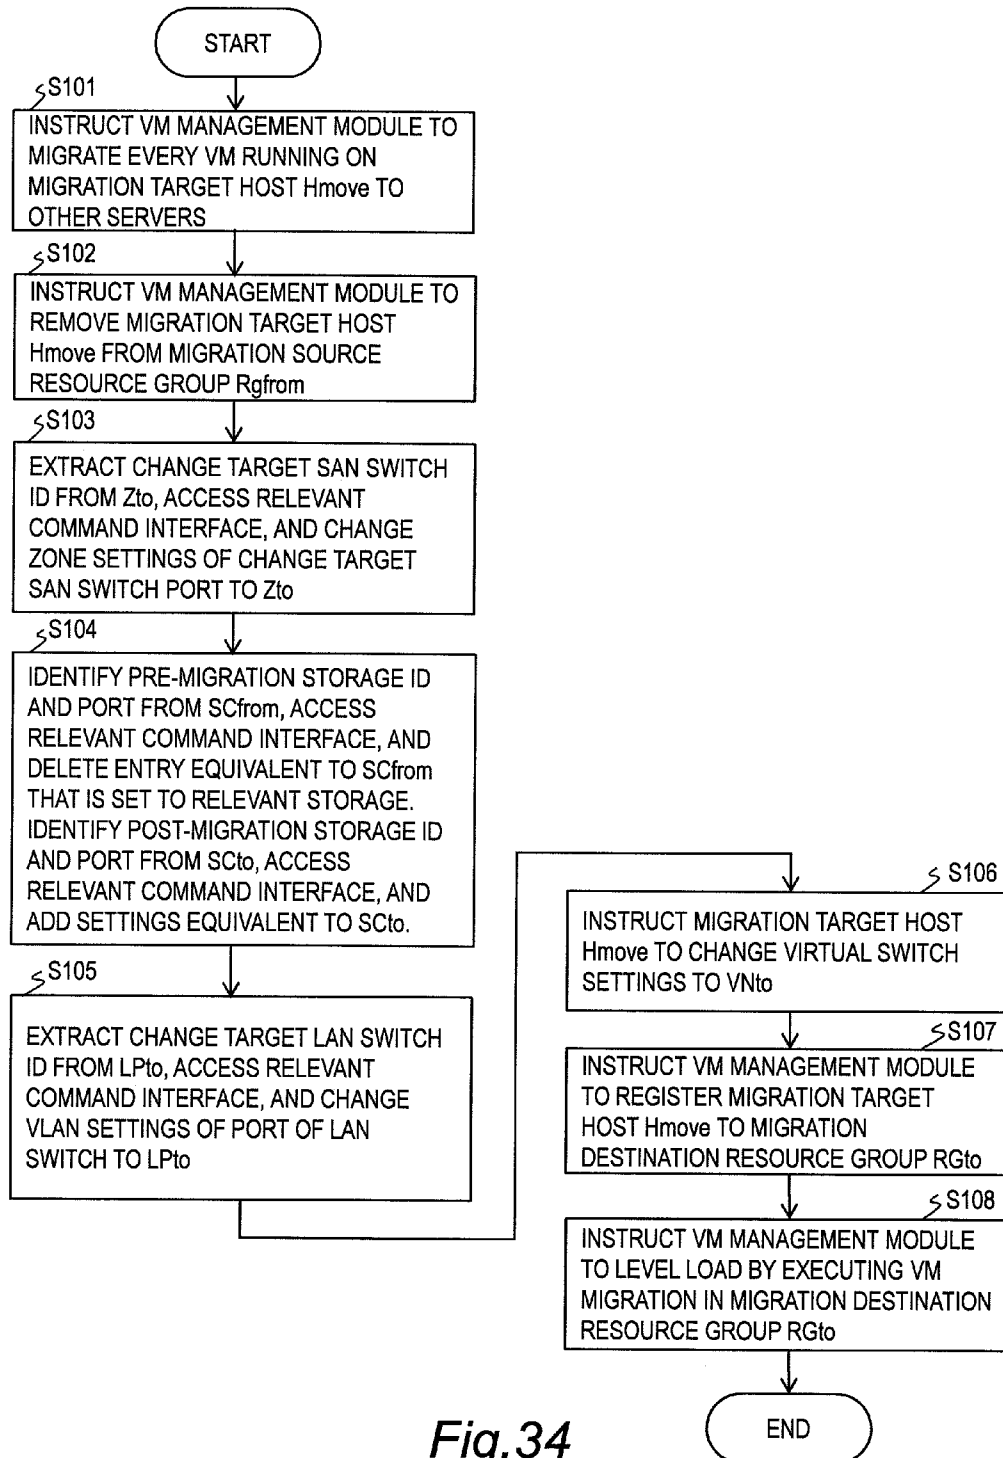 START
S101
INSTRUCT VM MANAGEMENT MODULE TO
MIGRATE EVERY VM RUNNING ON
MIGRATION TARGET HOST Hmove TO
OTHER SERVERS
S102
INSTRUCT VM MANAGEMENT MODULE TO
REMOVE MIGRATION TARGET HOST
Hmove FROM MIGRATION SOURCE
RESOURCE GROUP Rgfrom
S103
EXTRACT CHANGE TARGET SAN SWITCH
ID FROM Zto, ACCESS RELEVANT
COMMAND INTERFACE, AND CHANGE
ZONE SETTINGS OF CHANGE TARGET
SAN SWITCH PORT TO Zto
S104
IDENTIFY PRE-MIGRATION STORAGE ID
AND PORT FROM SCfrom, ACCESS
RELEVANT COMMAND INTERFACE, AND
DELETE ENTRY EQUIVALENT TO SCfrom
THAT IS SET TO RELEVANT STORAGE.
IDENTIFY POST-MIGRATION STORAGE ID
AND PORT FROM SCto, ACCESS
RELEVANT COMMAND INTERFACE, AND
ADD SETTINGS EQUIVALENT TO SCto.
S105
EXTRACT CHANGE TARGET LAN SWITCH
ID FROM LPto, ACCESS RELEVANT
COMMAND INTERFACE, AND CHANGE
VLAN SETTINGS OF PORT OF LAN
SWITCH TO LPto
S106
INSTRUCT MIGRATION TARGET HOST
Hmove TO CHANGE VIRTUAL SWITCH
SETTINGS TO VNto
S107
INSTRUCT VM MANAGEMENT MODULE
TO REGISTER MIGRATION TARGET
HOST Hmove TO MIGRATION
DESTINATION RESOURCE GROUP RGto
S108
INSTRUCT VM MANAGEMENT MODULE
TO LEVEL LOAD BY EXECUTING VM
MIGRATION IN MIGRATION DESTINATION
RESOURCE GROUP RGto
END
Fig.34